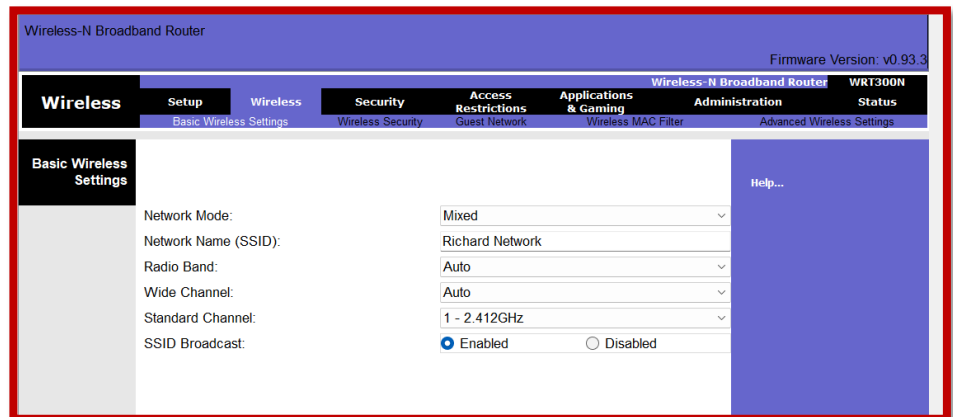 Wireless-N Broadband Router
Firmware Version: v0.93.3
Wireless-N Broadband Router WRT300N
Wireless
Setup Wireless Security Access Restrictions Applications & Gaming Administration Status
Basic Wireless Settings Wireless Security Guest Network Wireless MAC Filter Advanced Wireless Settings
Basic Wireless
Settings
Help...
Network Mode: Mixed
Network Name (SSID): Richard Network
Radio Band: Auto
Wide Channel: Auto
Standard Channel: 1 - 2.412GHz
SSID Broadcast: Enabled Disabled